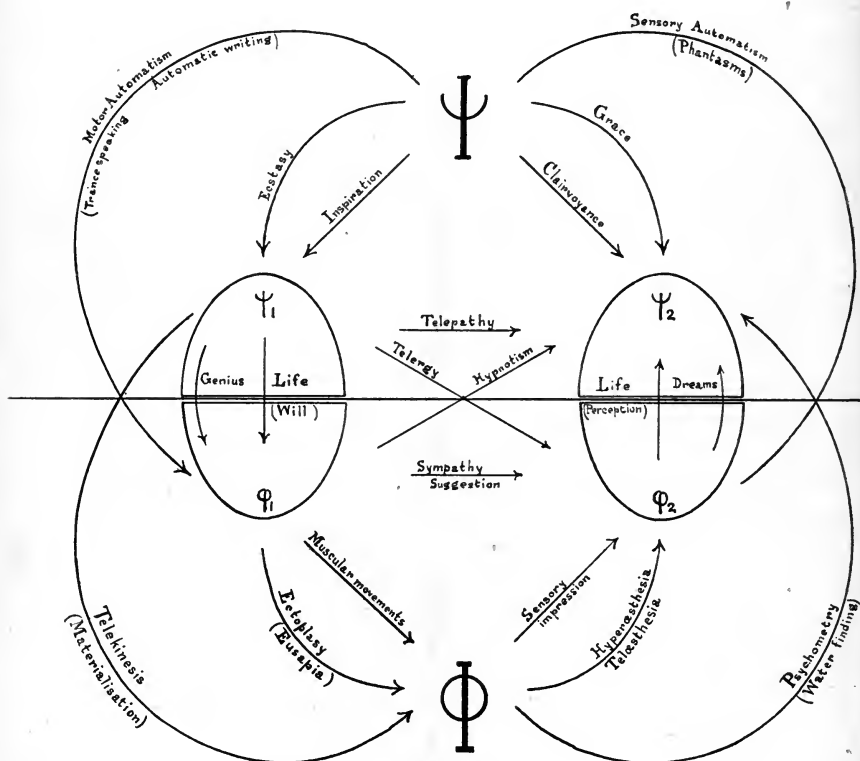 Motor Automatism
Automatic writing)
(Trance speaking
Sensory Automatism
(Phantasms)
Ψ
Ecstasy
Inspiration
Grace
Clairvoyance
ψ1
ψ2
Telepathy
Telergy
Hypnotism
Genius
Life
(Will)
Life
Dreams
(Perception)
Sympathy
Suggestion
φ1
φ2
Muscular movements
Ectoplasy
(Eusapia)
Sensory
impression
Hyperæsthesia
Telæsthesia
Telekinesis
(Materialisation)
Psychometry
(Water finding)
Φ